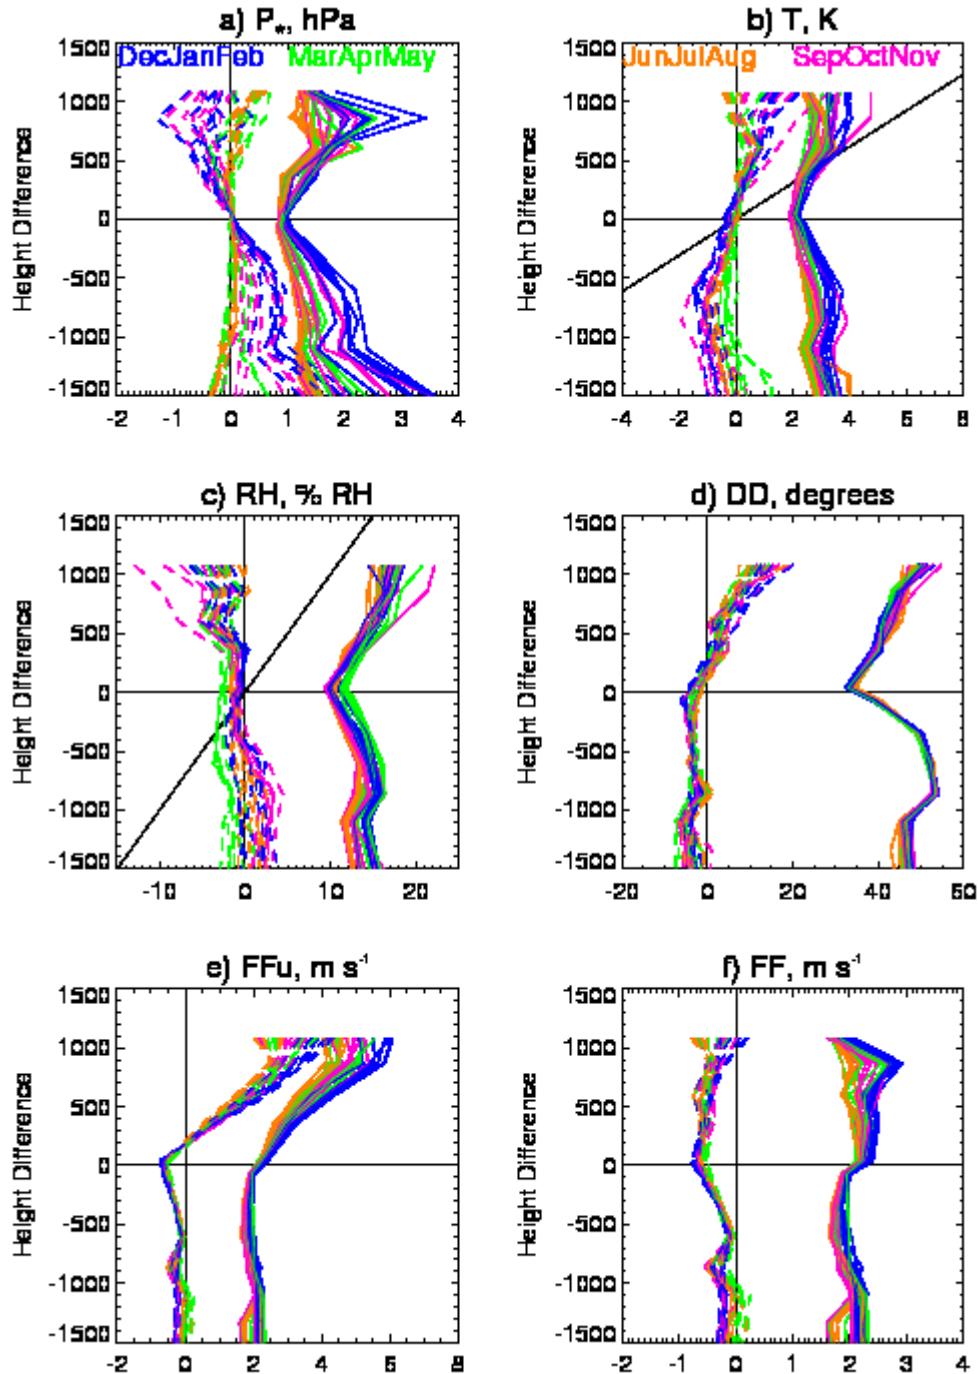 a) P*, hPa
DecJanFeb MarAprMay
Height Difference
1500
1000
500
0
-500
-1000
-1500
-2 -1 0 1 2 3 4
b) T, K
JunJulAug SepOctNov
Height Difference
1500
1000
500
0
-500
-1000
-1500
-4 -2 0 2 4 6 8
c) RH, % RH
Height Difference
1500
1000
500
0
-500
-1000
-1500
-10 0 10 20
d) DD, degrees
Height Difference
1500
1000
500
0
-500
-1000
-1500
-20 0 20 40 60
e) FFu, m s⁻¹
Height Difference
1500
1000
500
0
-500
-1000
-1500
-2 0 2 4 6 8
f) FF, m s⁻¹
Height Difference
1500
1000
500
0
-500
-1000
-1500
-2 -1 0 1 2 3 4